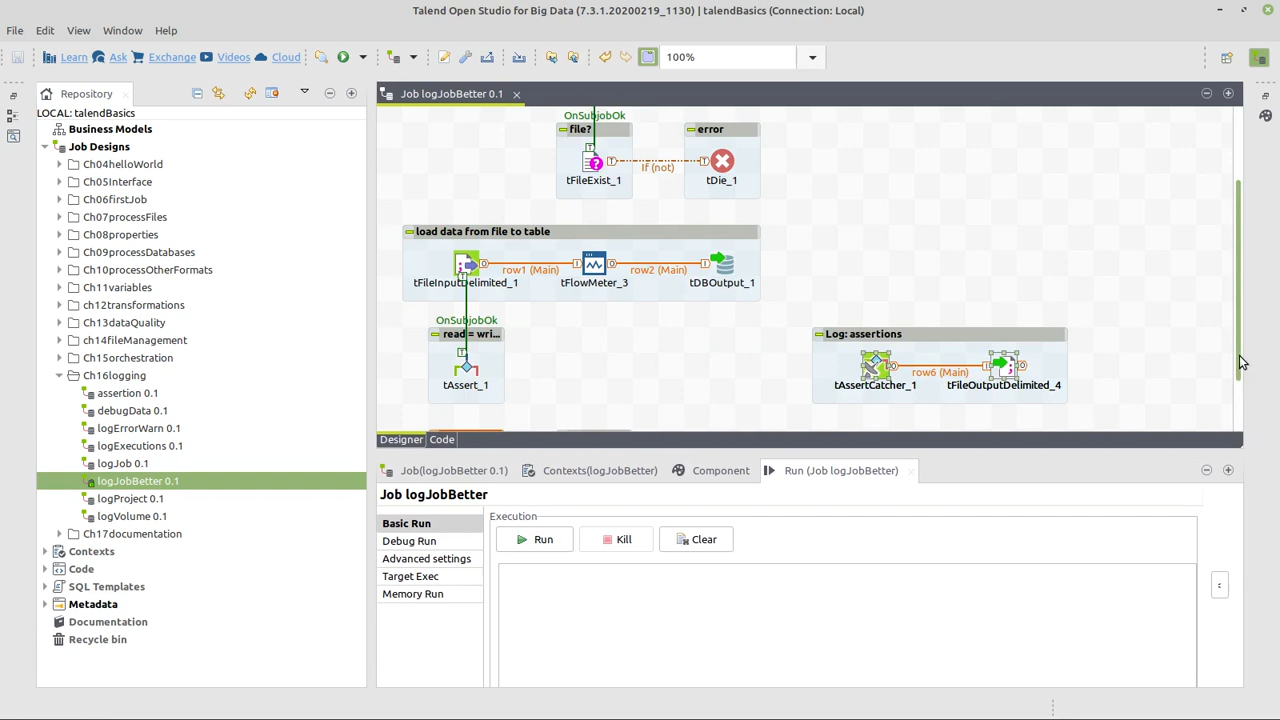 Talend Open Studio for Big Data (7.3.1.20200219_1130) | talendBasics (Connection: Local)
File Edit View Window Help
Learn Ask Exchange Videos Cloud 100%
Repository
LOCAL: talendBasics
Business Models
Job Designs
Ch04helloWorld
Ch05Interface
Ch06firstJob
Ch07processFiles
Ch08properties
Ch09processDatabases
Ch10processOtherFormats
Ch11variables
ch12transformations
Ch13dataQuality
ch14fileManagement
Ch15orchestration
Ch16logging
assertion 0.1
debugData 0.1
logErrorWarn 0.1
logExecutions 0.1
logJob 0.1
logJobBetter 0.1
logProject 0.1
logVolume 0.1
Ch17documentation
Contexts
Code
SQL Templates
Metadata
Documentation
Recycle bin
Job logJobBetter 0.1
OnSubjobOk
file? error
If (not)
tFileExist_1 tDie_1
load data from file to table
row1 (Main) row2 (Main)
tFileInputDelimited_1 tFlowMeter_3 tDBOutput_1
OnSubjobOk
read = wri... Log: assertions
row6 (Main)
tAssert_1 tAssertCatcher_1 tFileOutputDelimited_4
Designer Code
Job(logJobBetter 0.1) Contexts(logJobBetter) Component Run (Job logJobBetter)
Job logJobBetter
Basic Run
Debug Run
Advanced settings
Target Exec
Memory Run
Execution
Run Kill Clear